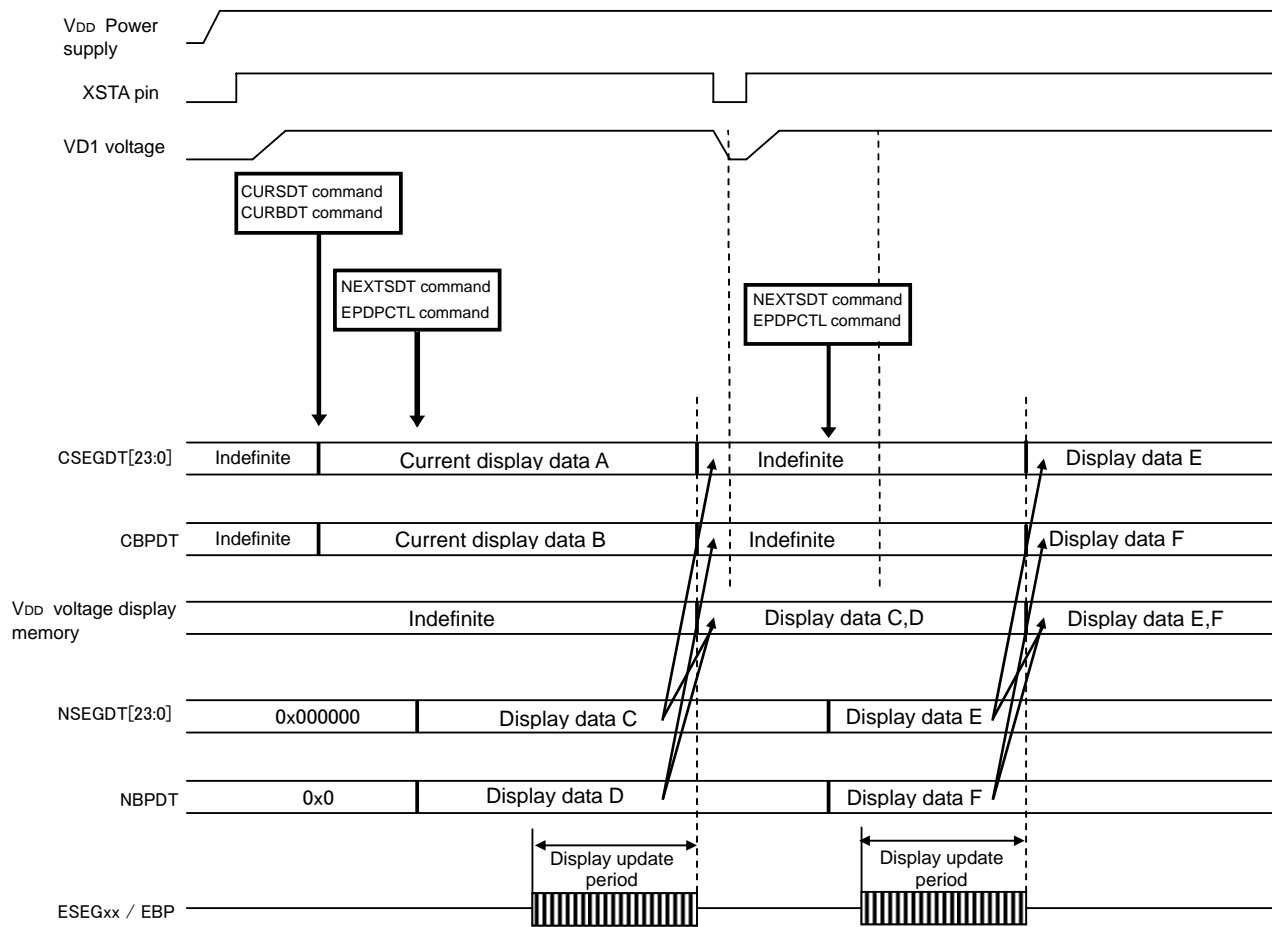 VDD Power
supply
XSTA pin
VD1 voltage
CURSDT command
CURBDT command
NEXTSDT command
EPDPCTL command
NEXTSDT command
EPDPCTL command
CSEGDT[23:0] Indefinite Current display data A Indefinite Display data E
CBPDT Indefinite Current display data B Indefinite Display data F
VDD voltage display
memory
Indefinite Display data C,D Display data E,F
NSEGDT[23:0] 0x000000 Display data C Display data E
NBPDT 0x0 Display data D Display data F
Display update
period
Display update
period
ESEGxx / EBP